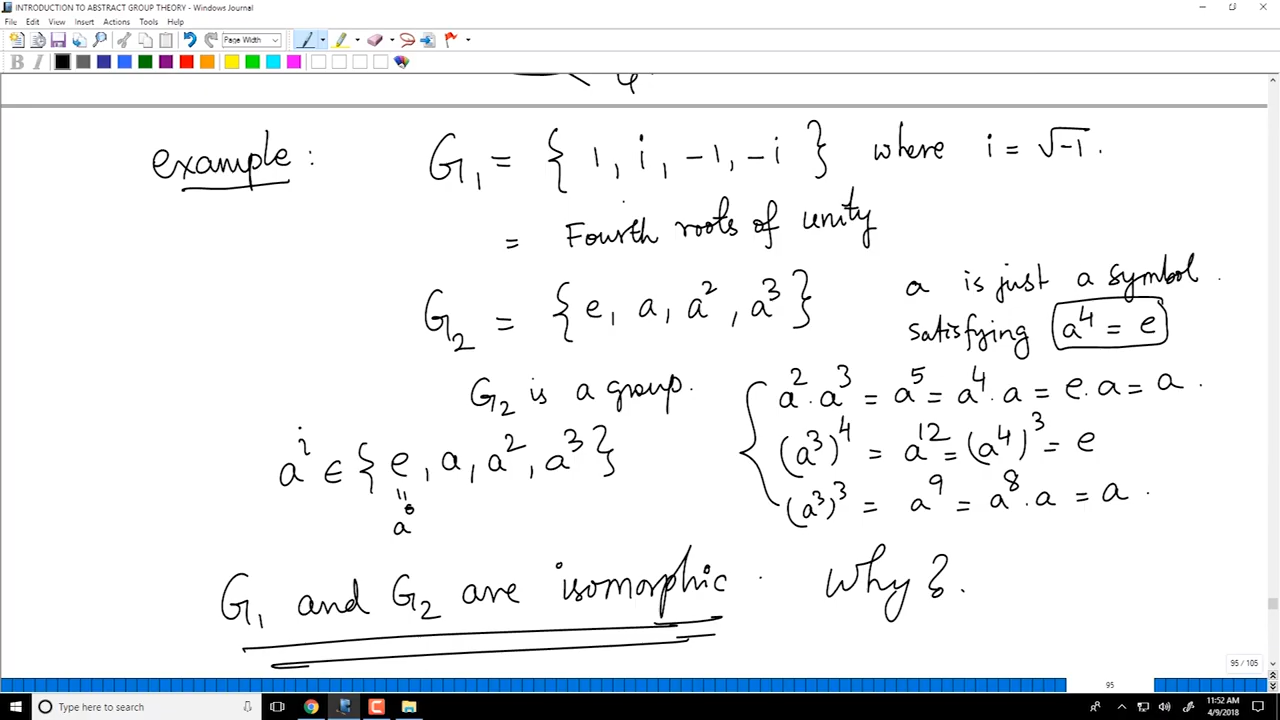 INTRODUCTION TO ABSTRACT GROUP THEORY - Windows Journal
File Edit View Insert Actions Tools Help
Page Width
B I
example : G₁ = { 1, i, -1, -i } where i = √-1 .
= Fourth roots of unity
G₂ = { e, a, a², a³ } a is just a symbol .
satisfying a⁴ = e
G₂ is a group. a²·a³ = a⁵ = a⁴·a = e·a = a .
aⁱ ∈ { e, a, a², a³ } (a³)⁴ = a¹² = (a⁴)³ = e
" a⁰ (a³)³ = a⁹ = a⁸·a = a .
G₁ and G₂ are isomorphic . Why ? .
95 / 105
95
Type here to search
11:52 AM
4/9/2018